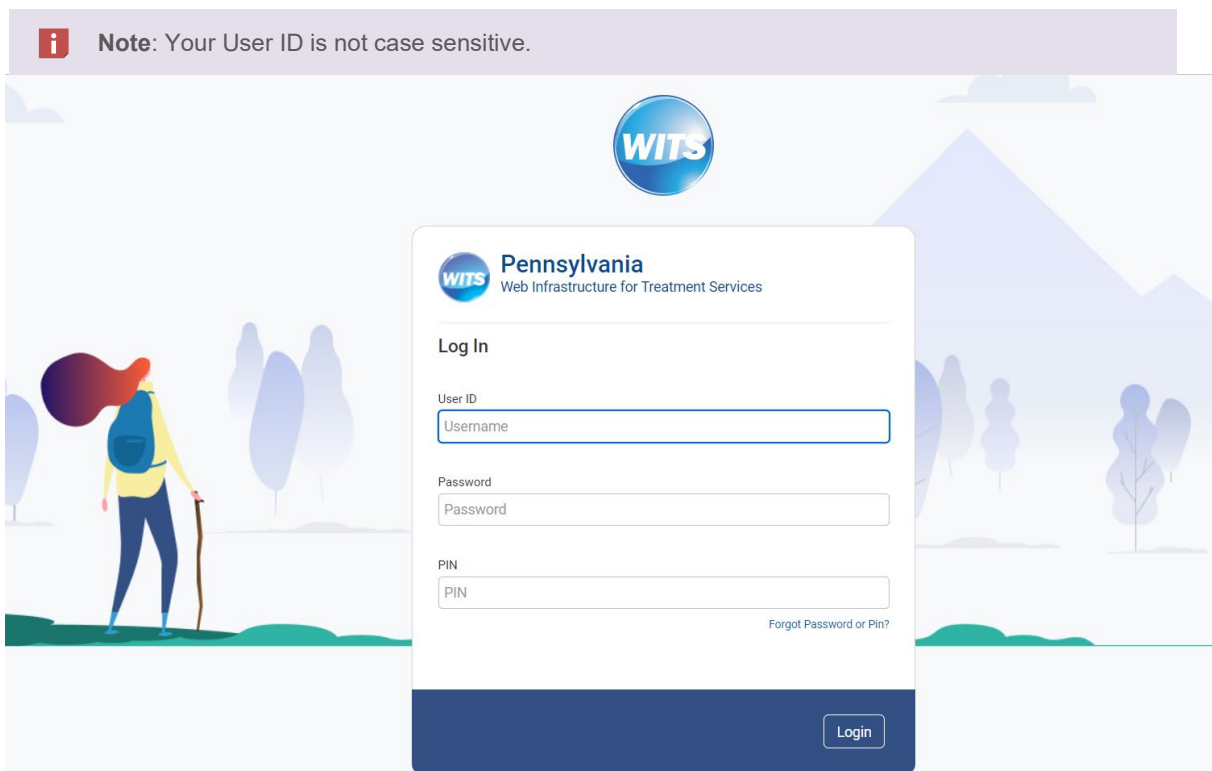 i
Note: Your User ID is not case sensitive.
WITS
WITS
Pennsylvania
Web Infrastructure for Treatment Services
Log In
User ID
Username
Password
Password
PIN
PIN
Forgot Password or Pin?
Login